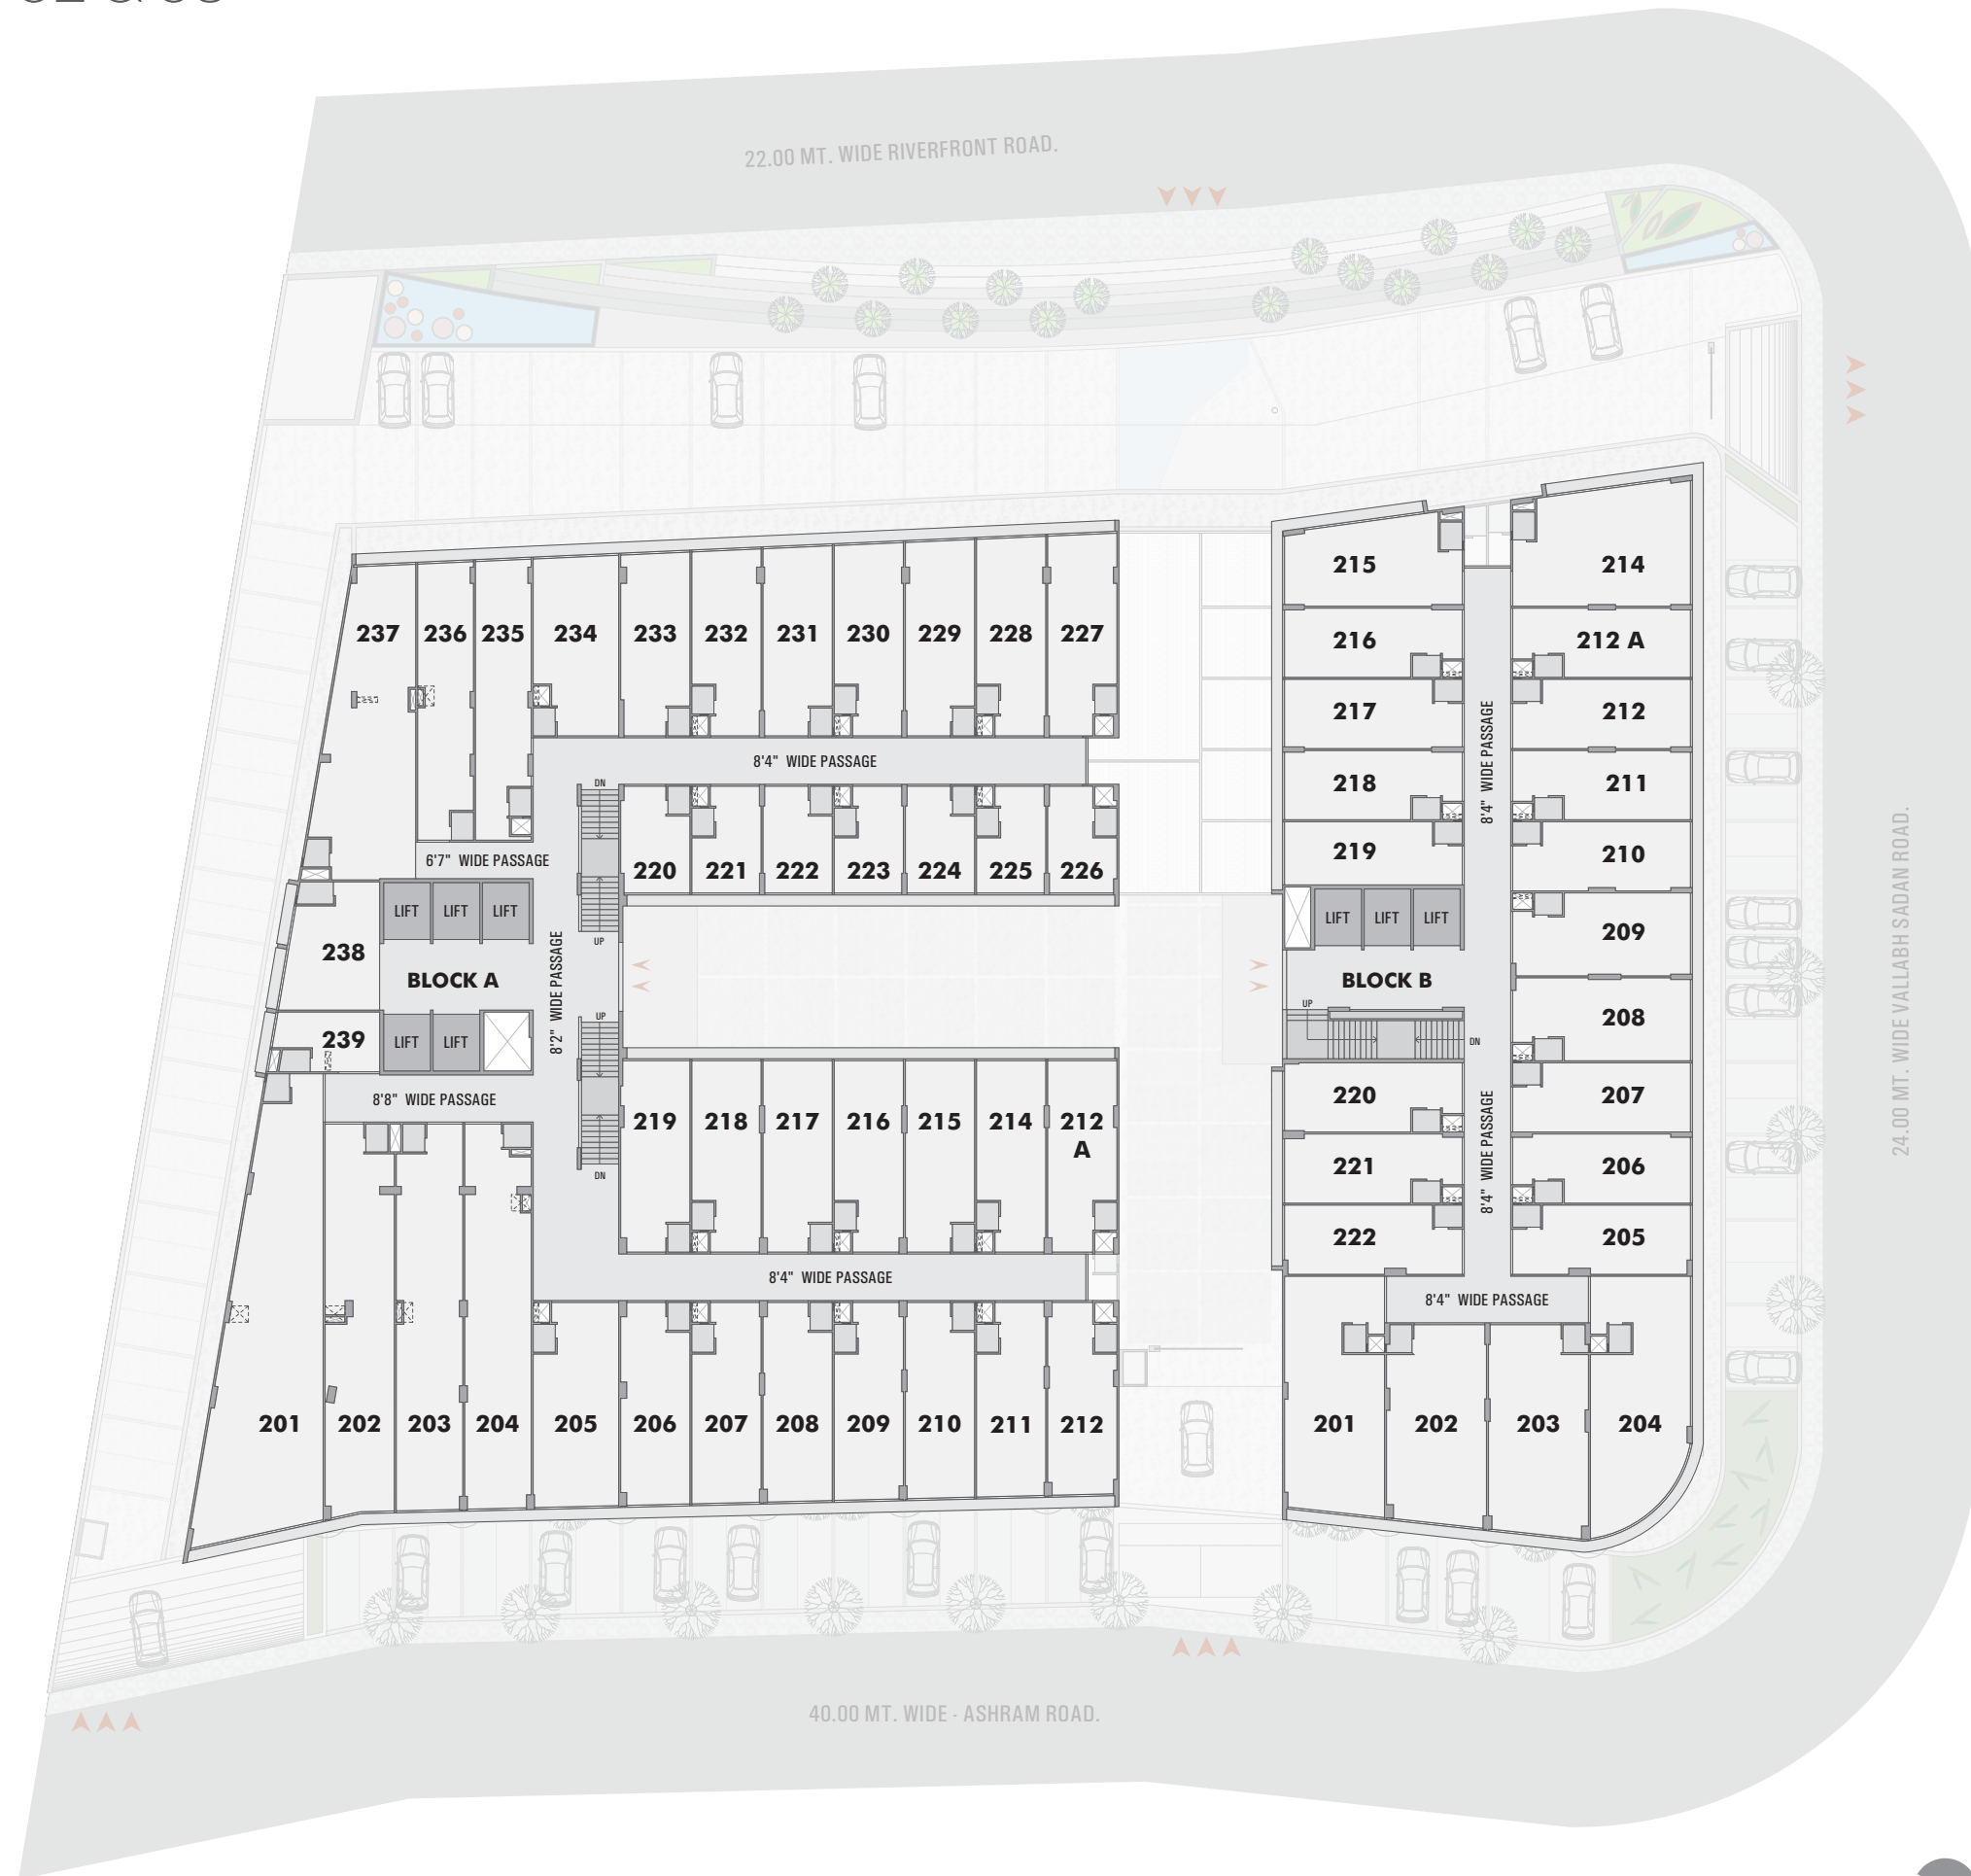 22.00 MT. WIDE RIVERFRONT ROAD.
215
214
237
236
235
234
233
232
231
230
229
228
227
216
212 A
217
212
8'4" WIDE PASSAGE
8'4" WIDE PASSAGE
218
211
DN
219
210
6'7" WIDE PASSAGE
220
221
222
223
224
225
226
LIFT
LIFT
LIFT
LIFT
LIFT
LIFT
209
UP
238
8'2" WIDE PASSAGE
BLOCK A
BLOCK B
24.00 MT. WIDE VALLABH SADAN ROAD.
UP
UP
208
239
LIFT
LIFT
DN
8'8" WIDE PASSAGE
220
207
219
218
217
216
215
214
212
A
8'4" WIDE PASSAGE
221
206
DN
222
205
8'4" WIDE PASSAGE
8'4" WIDE PASSAGE
201
202
203
204
205
206
207
208
209
210
211
212
201
202
203
204
40.00 MT. WIDE - ASHRAM ROAD.